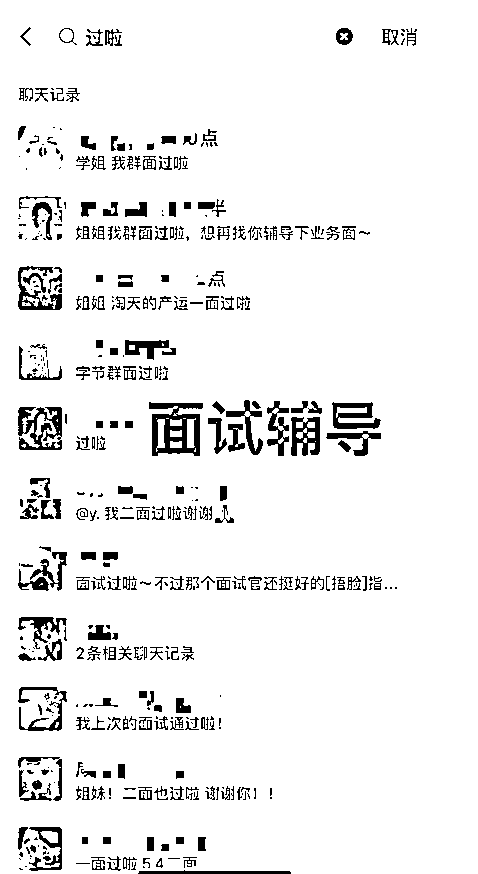 过啦 取消
聊天记录
点
学姐 我群面过啦
半
姐姐我群面过啦，想再找你辅导下业务面～
点
姐姐 淘天的产运一面过啦
字节群面过啦
面试辅导
过啦
@y. 我二面过啦谢谢🙏
面试过啦～不过那个面试官还挺好的[捂脸]指...
2条相关聊天记录
我上次的面试通过啦！
姐妹！二面也过啦 谢谢你！！
一面过啦 5.4二面